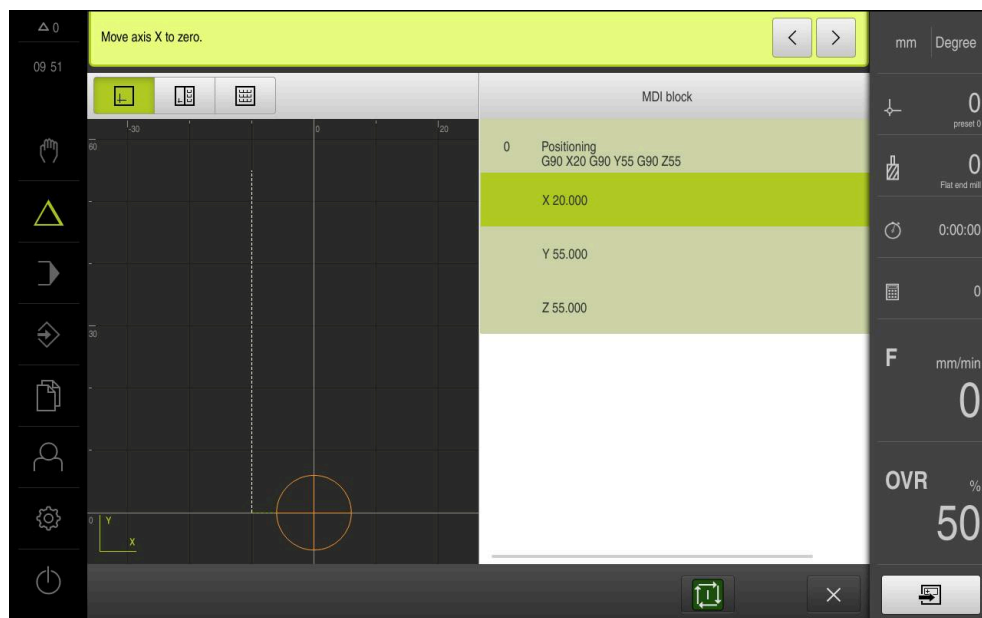 0
09 51
Move axis X to zero.
mm Degree
MDI block
-30
0
20
60
30
0
Y
X
0 Positioning
G90 X20 G90 Y55 G90 Z55
X 20.000
Y 55.000
Z 55.000
0
preset 0
0
Flat end mill
0:00:00
0
F mm/min
0
OVR %
50